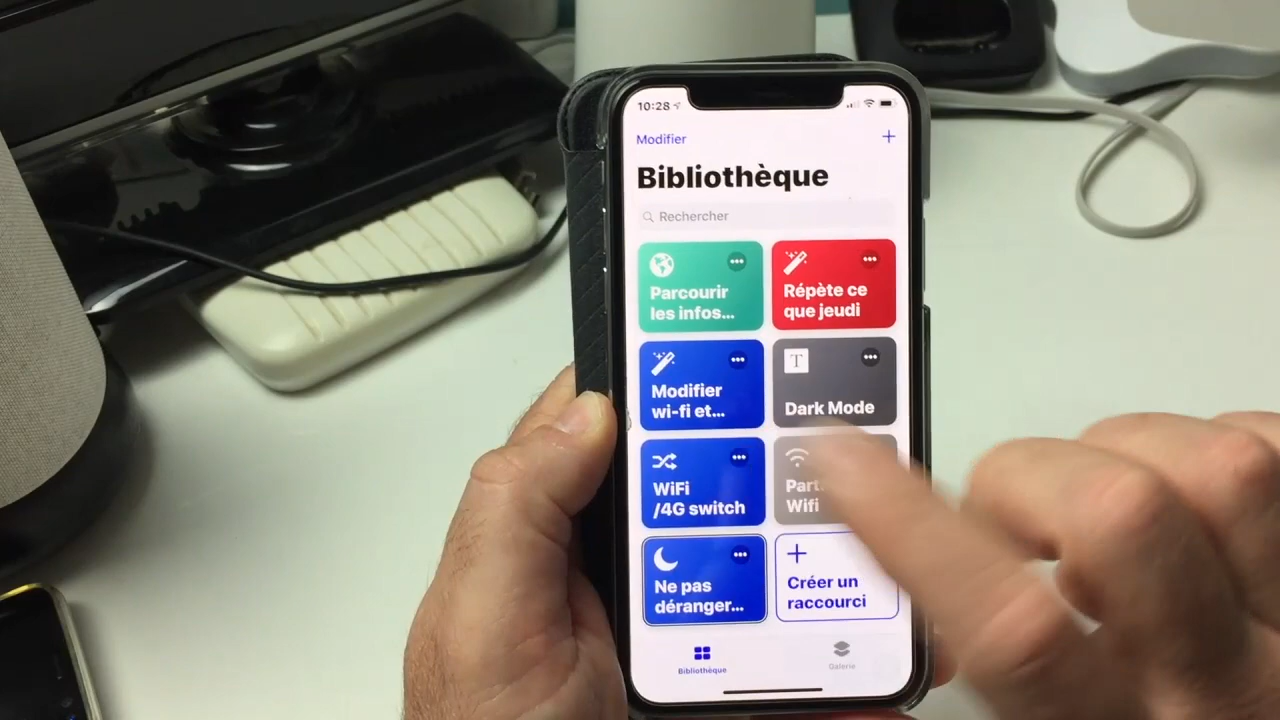 10:28
Modifier
+
Bibliothèque
Rechercher
Parcourir
les infos...
Répète ce
que jeudi
Modifier
wi-fi et...
T
Dark Mode
WiFi
/4G switch
Wifi
Ne pas
déranger...
+
Créer un
raccourci
Bibliothèque
Galerie